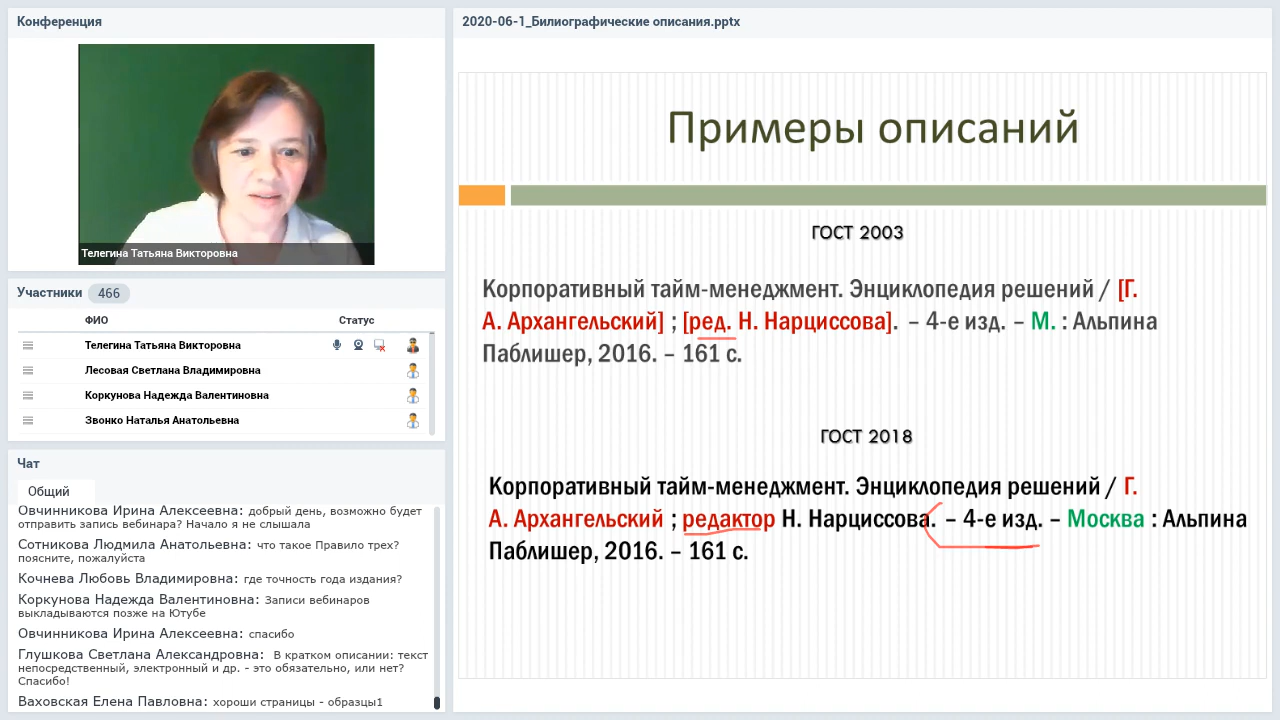 Конференция
Телегина Татьяна Викторовна
Участники 466
ФИО Статус
Телегина Татьяна Викторовна
Лесовая Светлана Владимировна
Коркунова Надежда Валентиновна
Звонко Наталья Анатольевна
Чат
Общий
Овчинникова Ирина Алексеевна: добрый день, возможно будет
отправить запись вебинара? Начало я не слышала
Сотникова Людмила Анатольевна: что такое Правило трех?
поясните, пожалуйста
Кочнева Любовь Владимировна: где точность года издания?
Коркунова Надежда Валентиновна: Записи вебинаров
выкладываются позже на Ютубе
Овчинникова Ирина Алексеевна: спасибо
Глушкова Светлана Александровна: В кратком описании: текст
непосредственный, электронный и др. - это обязательно, или нет?
Спасибо!
Ваховская Елена Павловна: хороши страницы - образцы1
2020-06-1_Билиографические описания.pptx
Примеры описаний
ГОСТ 2003
Корпоративный тайм-менеджмент. Энциклопедия решений / [Г.
А. Архангельский] ; [ред. Н. Нарциссова]. – 4-е изд. – М. : Альпина
Паблишер, 2016. – 161 с.
ГОСТ 2018
Корпоративный тайм-менеджмент. Энциклопедия решений / Г.
А. Архангельский ; редактор Н. Нарциссова. – 4-е изд. – Москва : Альпина
Паблишер, 2016. – 161 с.